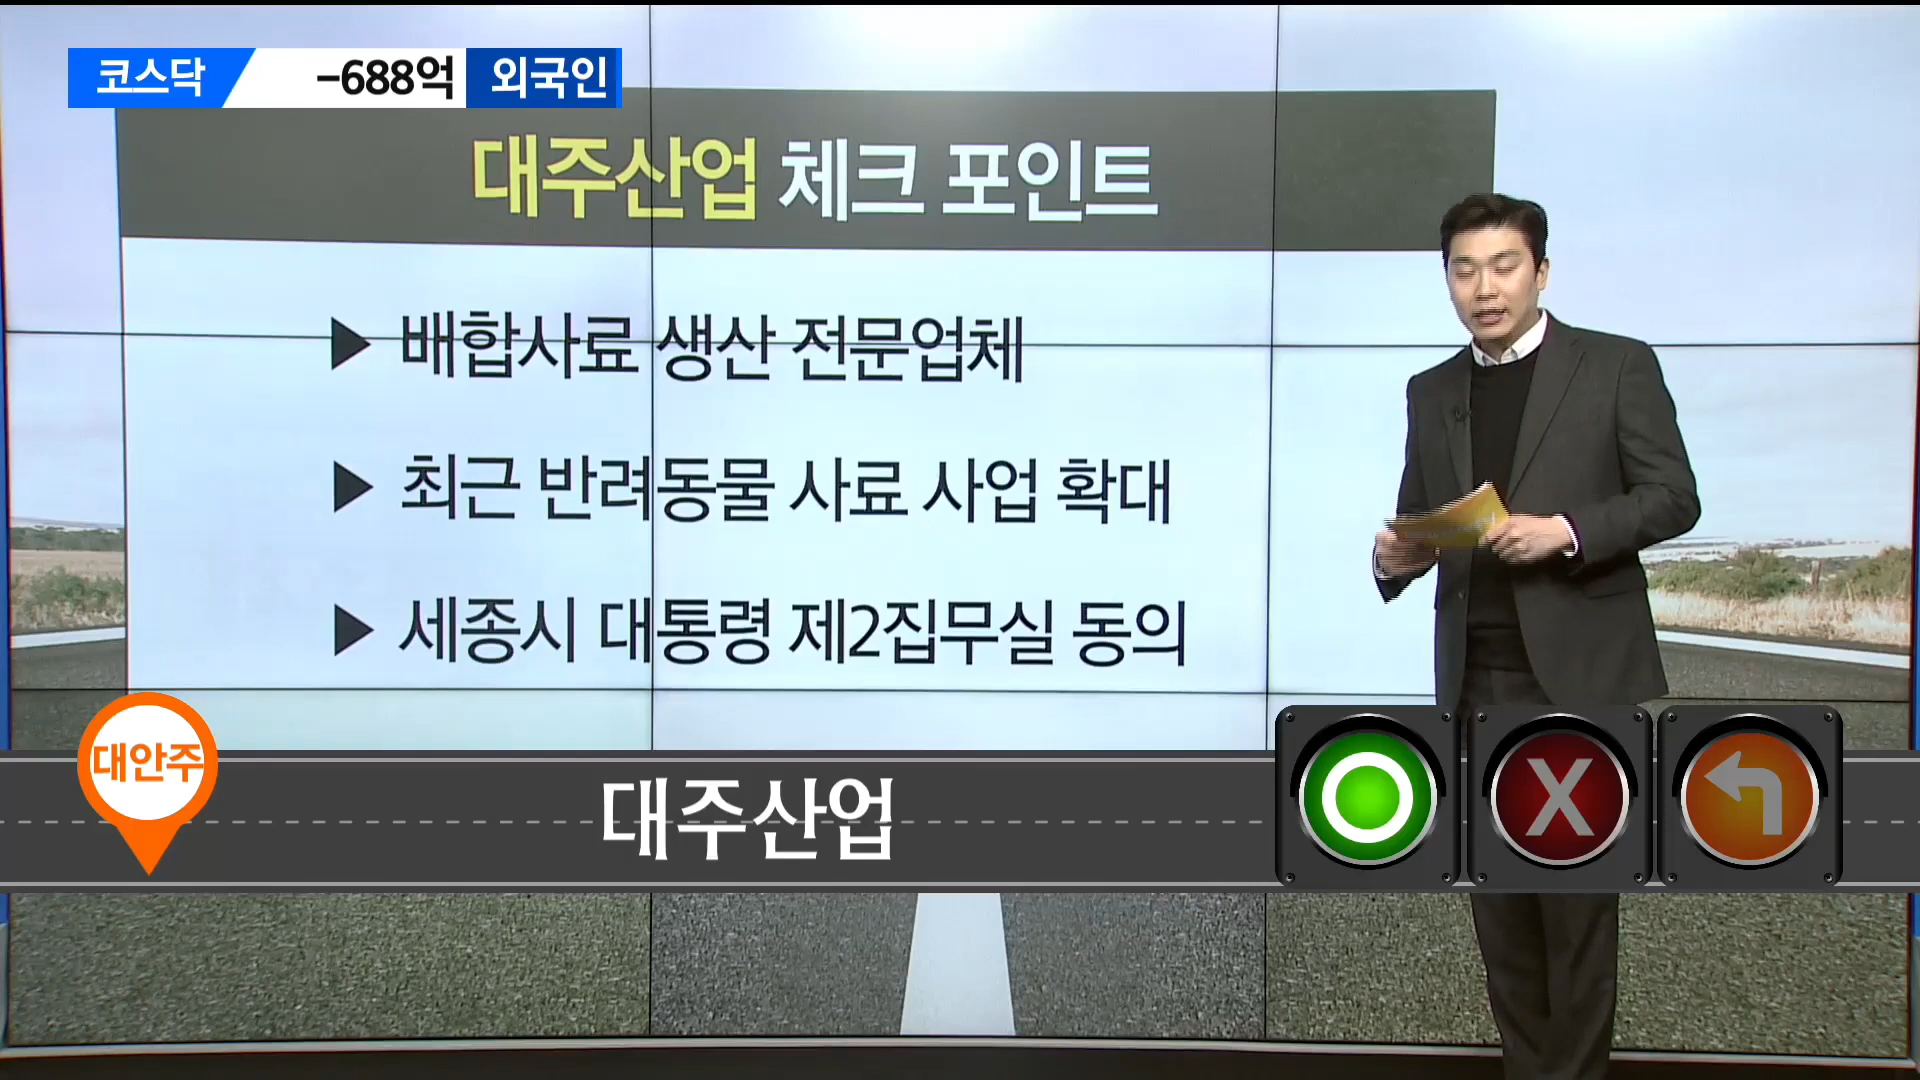 코스닥 -688억 외국인
대주산업 체크 포인트
▶ 배합사료 생산 전문업체
▶ 최근 반려동물 사료 사업 확대
▶ 세종시 대통령 제2집무실 동의
대안주
대주산업
X